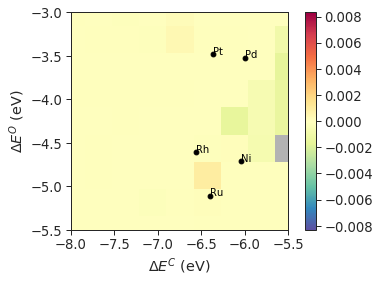 −3.0
−3.5
−4.0
−4.5
−5.0
−5.5
ΔE^O (eV)
Pt
Pd
Rh
Ni
Ru
−8.0 −7.5 −7.0 −6.5 −6.0 −5.5
ΔE^C (eV)
0.008
0.006
0.004
0.002
0.000
−0.002
−0.004
−0.006
−0.008